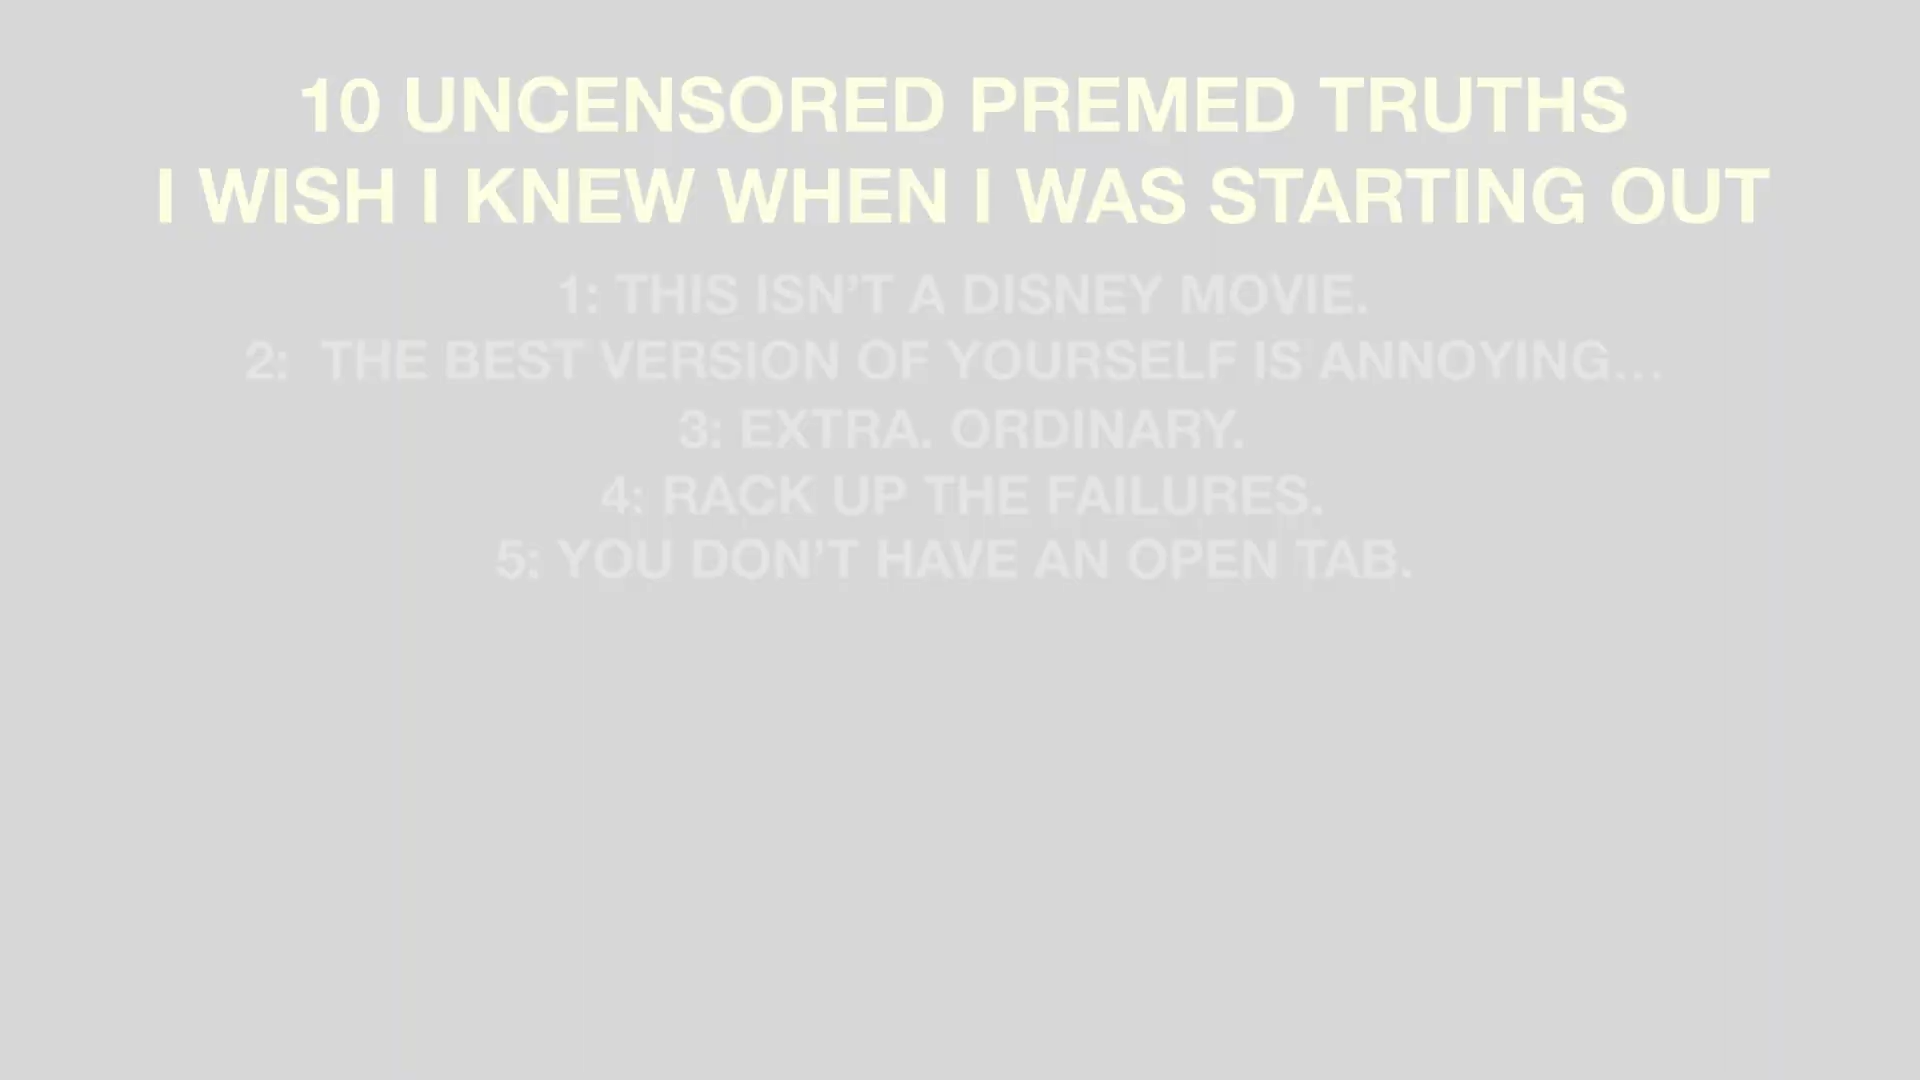 10 UNCENSORED PREMED TRUTHS
I WISH I KNEW WHEN I WAS STARTING OUT
1: THIS ISN’T A DISNEY MOVIE.
2:  THE BEST VERSION OF YOURSELF IS ANNOYING…
3: EXTRA. ORDINARY.
4: RACK UP THE FAILURES.
5: YOU DON’T HAVE AN OPEN TAB.